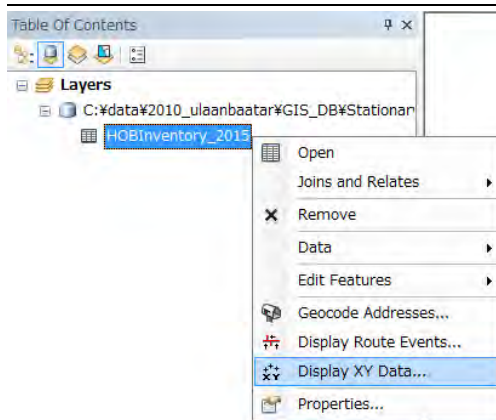 Table Of Contents
Layers
C:¥data¥2010_ulaanbaatar¥GIS_DB¥Stationar
HOBInventory_2015
Open
Joins and Relates
Remove
Data
Edit Features
Geocode Addresses...
Display Route Events...
Display XY Data...
Properties...